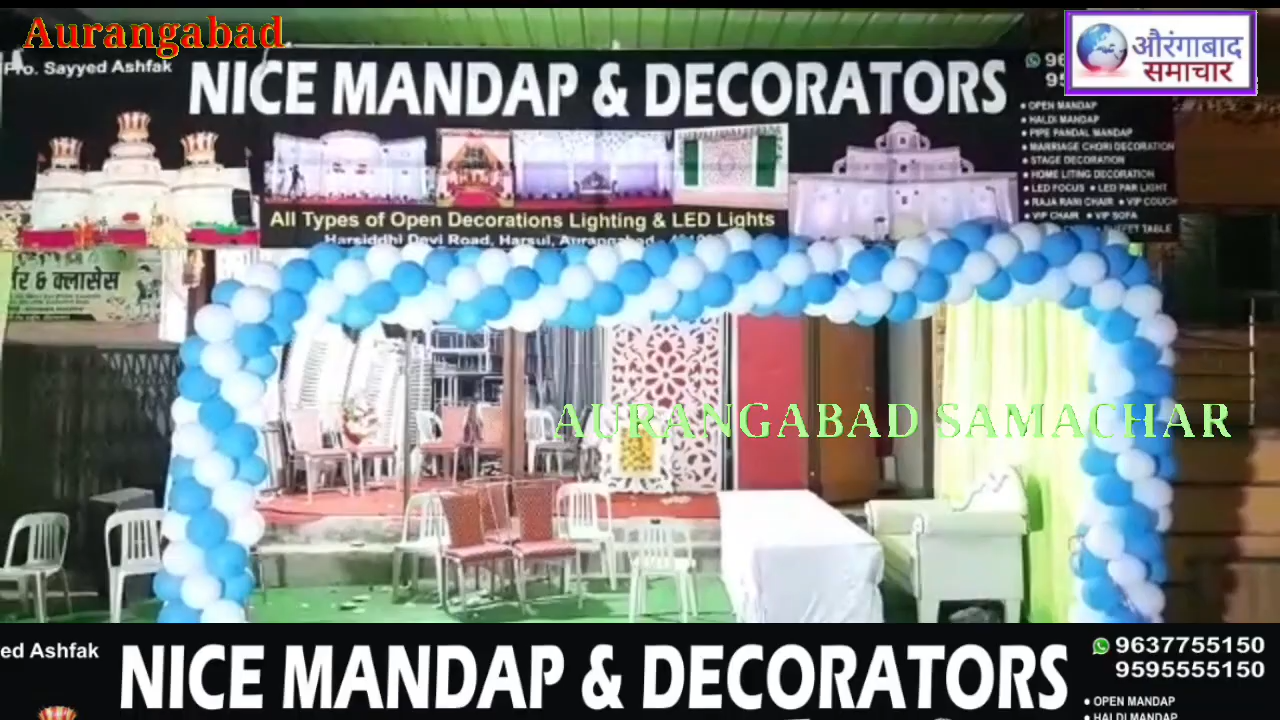 Aurangabad
औरंगाबाद
समाचार
Pro. Sayyed Ashfak
NICE MANDAP & DECORATORS
• OPEN MANDAP
• HALDI MANDAP
• PIPE PANDAL MANDAP
• MARRIAGE CHORI DECORATION
• STAGE DECORATION
• HOME LITING DECORATION
• LED FOCUS • LED PAR LIGHT
• RAJA RANI CHAIR • VIP COUCH
• VIP CHAIR • VIP SOFA
BUFFET TABLE
All Types of Open Decorations Lighting & LED Lights
Harsiddhi Devi Road, Harsul, Aurangabad
& क्लासेस
AURANGABAD SAMACHAR
ed Ashfak
NICE MANDAP & DECORATORS
9637755150
9595555150
• OPEN MANDAP
• HALDI MANDAP